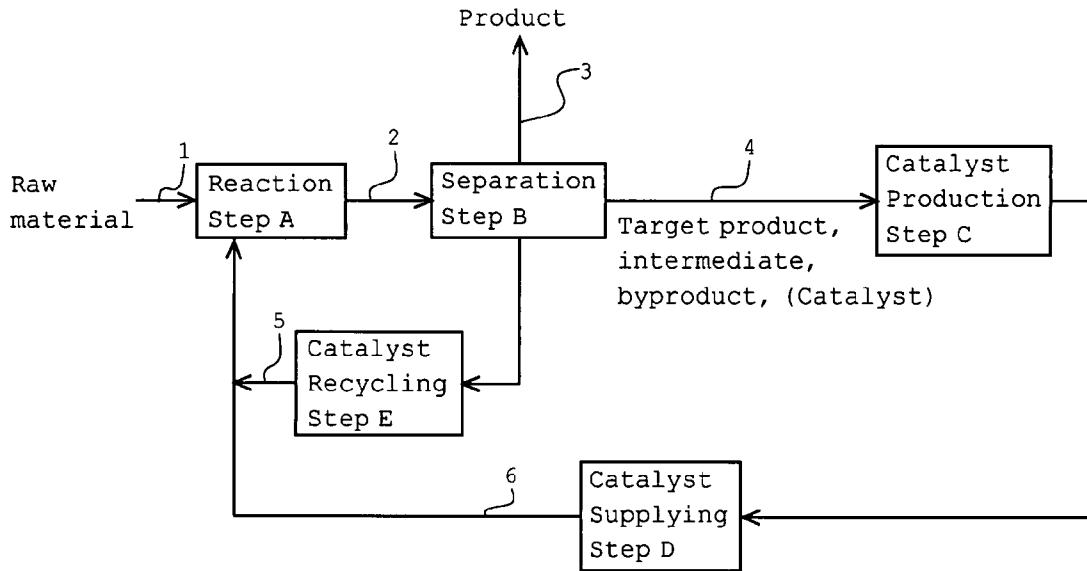 Product
3
1
2
4
Raw
material
Reaction
Step A
Separation
Step B
Catalyst
Production
Step C
Target product,
intermediate,
byproduct, (Catalyst)
5
Catalyst
Recycling
Step E
6
Catalyst
Supplying
Step D